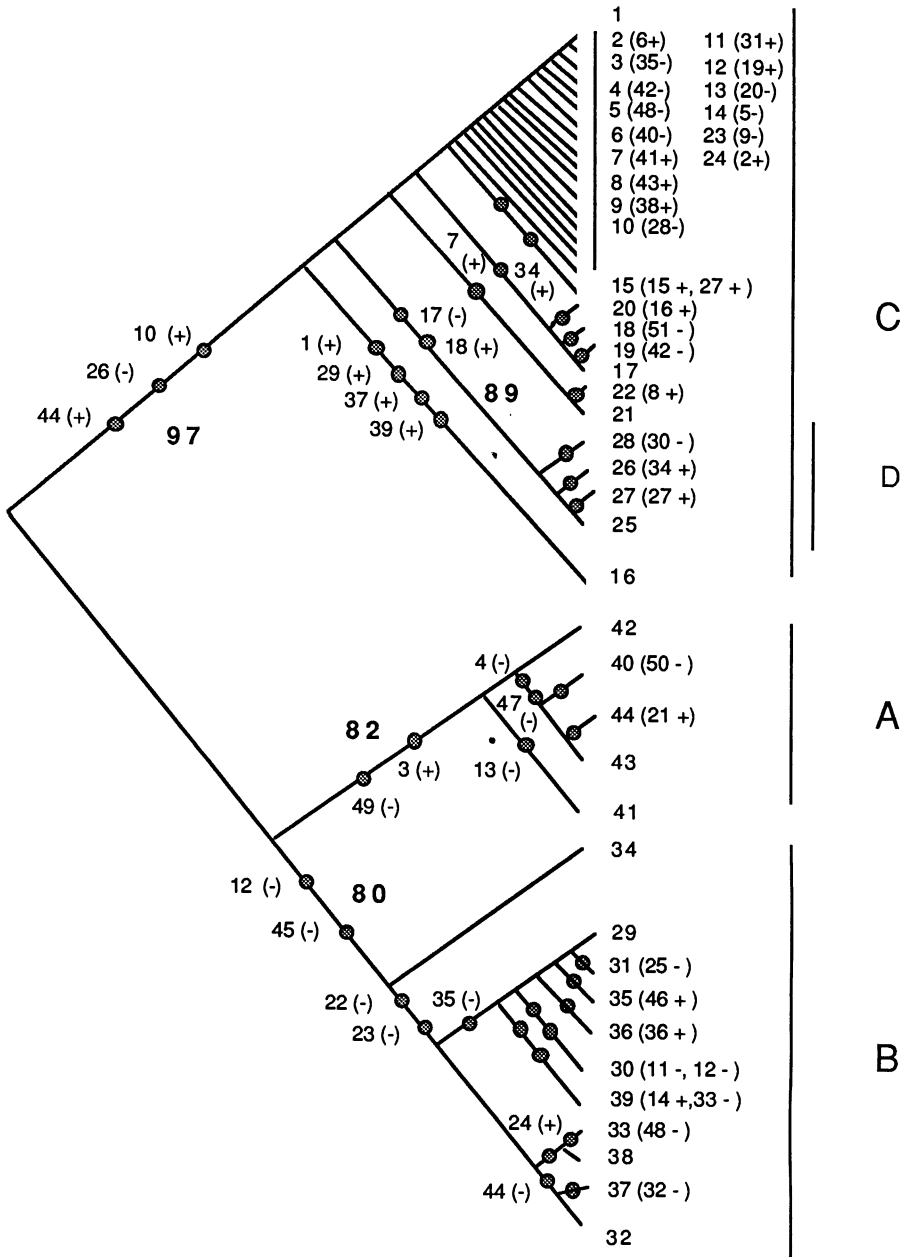 1
2 (6+) 11 (31+)
3 (35-) 12 (19+)
4 (42-) 13 (20-)
5 (48-) 14 (5-)
6 (40-) 23 (9-)
7 (41+) 24 (2+)
8 (43+)
9 (38+)
10 (28-)
7 (+)
34 (+)
15 (15 +, 27 +)
20 (16 +)
18 (51 - )
19 (42 - )
17
22 (8 +)
21
C
10 (+)
26 (-)
44 (+)
97
1 (+)
29 (+)
37 (+)
39 (+)
17 (-)
18 (+)
89
28 (30 - )
26 (34 +)
27 (27 +)
25
D
16
42
4 (-)
40 (50 - )
47 (-)
44 (21 +)
A
82
3 (+)
13 (-)
43
49 (-)
41
34
12 (-)
80
45 (-)
29
31 (25 - )
22 (-)
35 (-)
35 (46 + )
23 (-)
36 (36 + )
B
30 (11 -, 12 - )
39 (14 +,33 - )
24 (+)
33 (48 - )
38
44 (-)
37 (32 - )
32